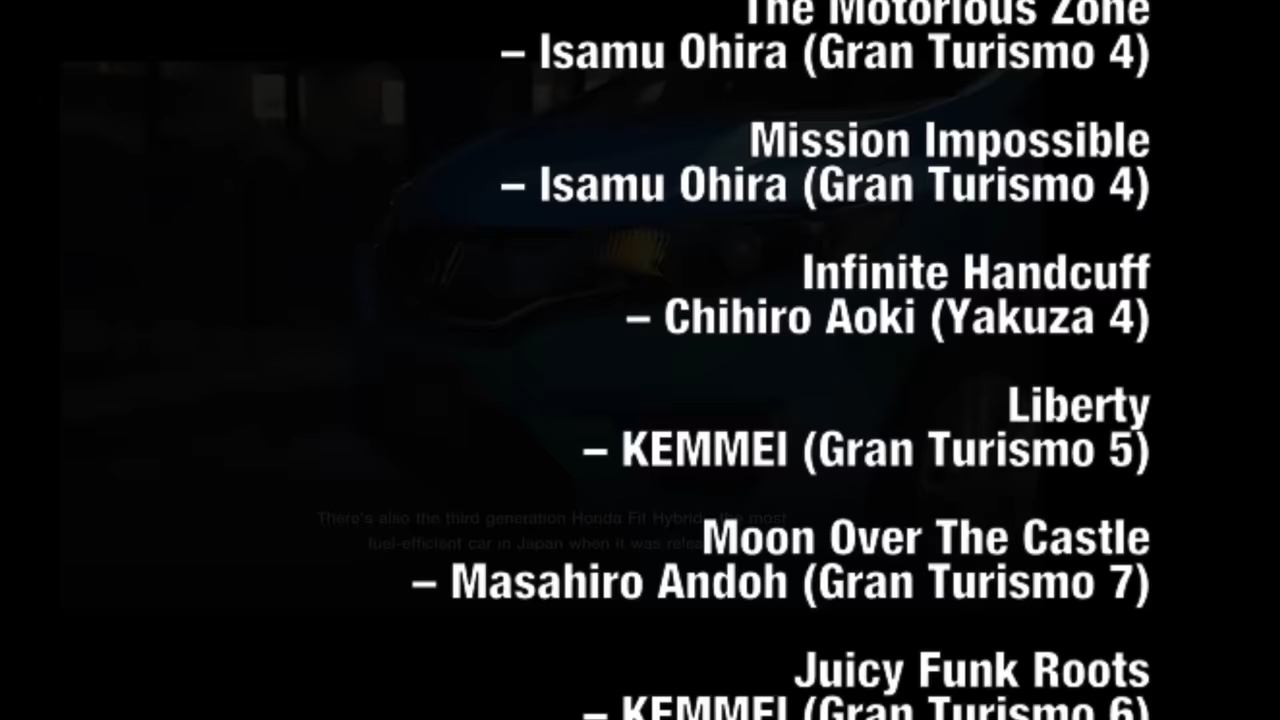 The Motorious Zone
– Isamu Ohira (Gran Turismo 4)
Mission Impossible
– Isamu Ohira (Gran Turismo 4)
Infinite Handcuff
– Chihiro Aoki (Yakuza 4)
Liberty
– KEMMEI (Gran Turismo 5)
There's also the third generation Honda Fit Hybrid, the most
fuel-efficient car in Japan when it was
Moon Over The Castle
– Masahiro Andoh (Gran Turismo 7)
Juicy Funk Roots
– KEMMEI (Gran Turismo 6)